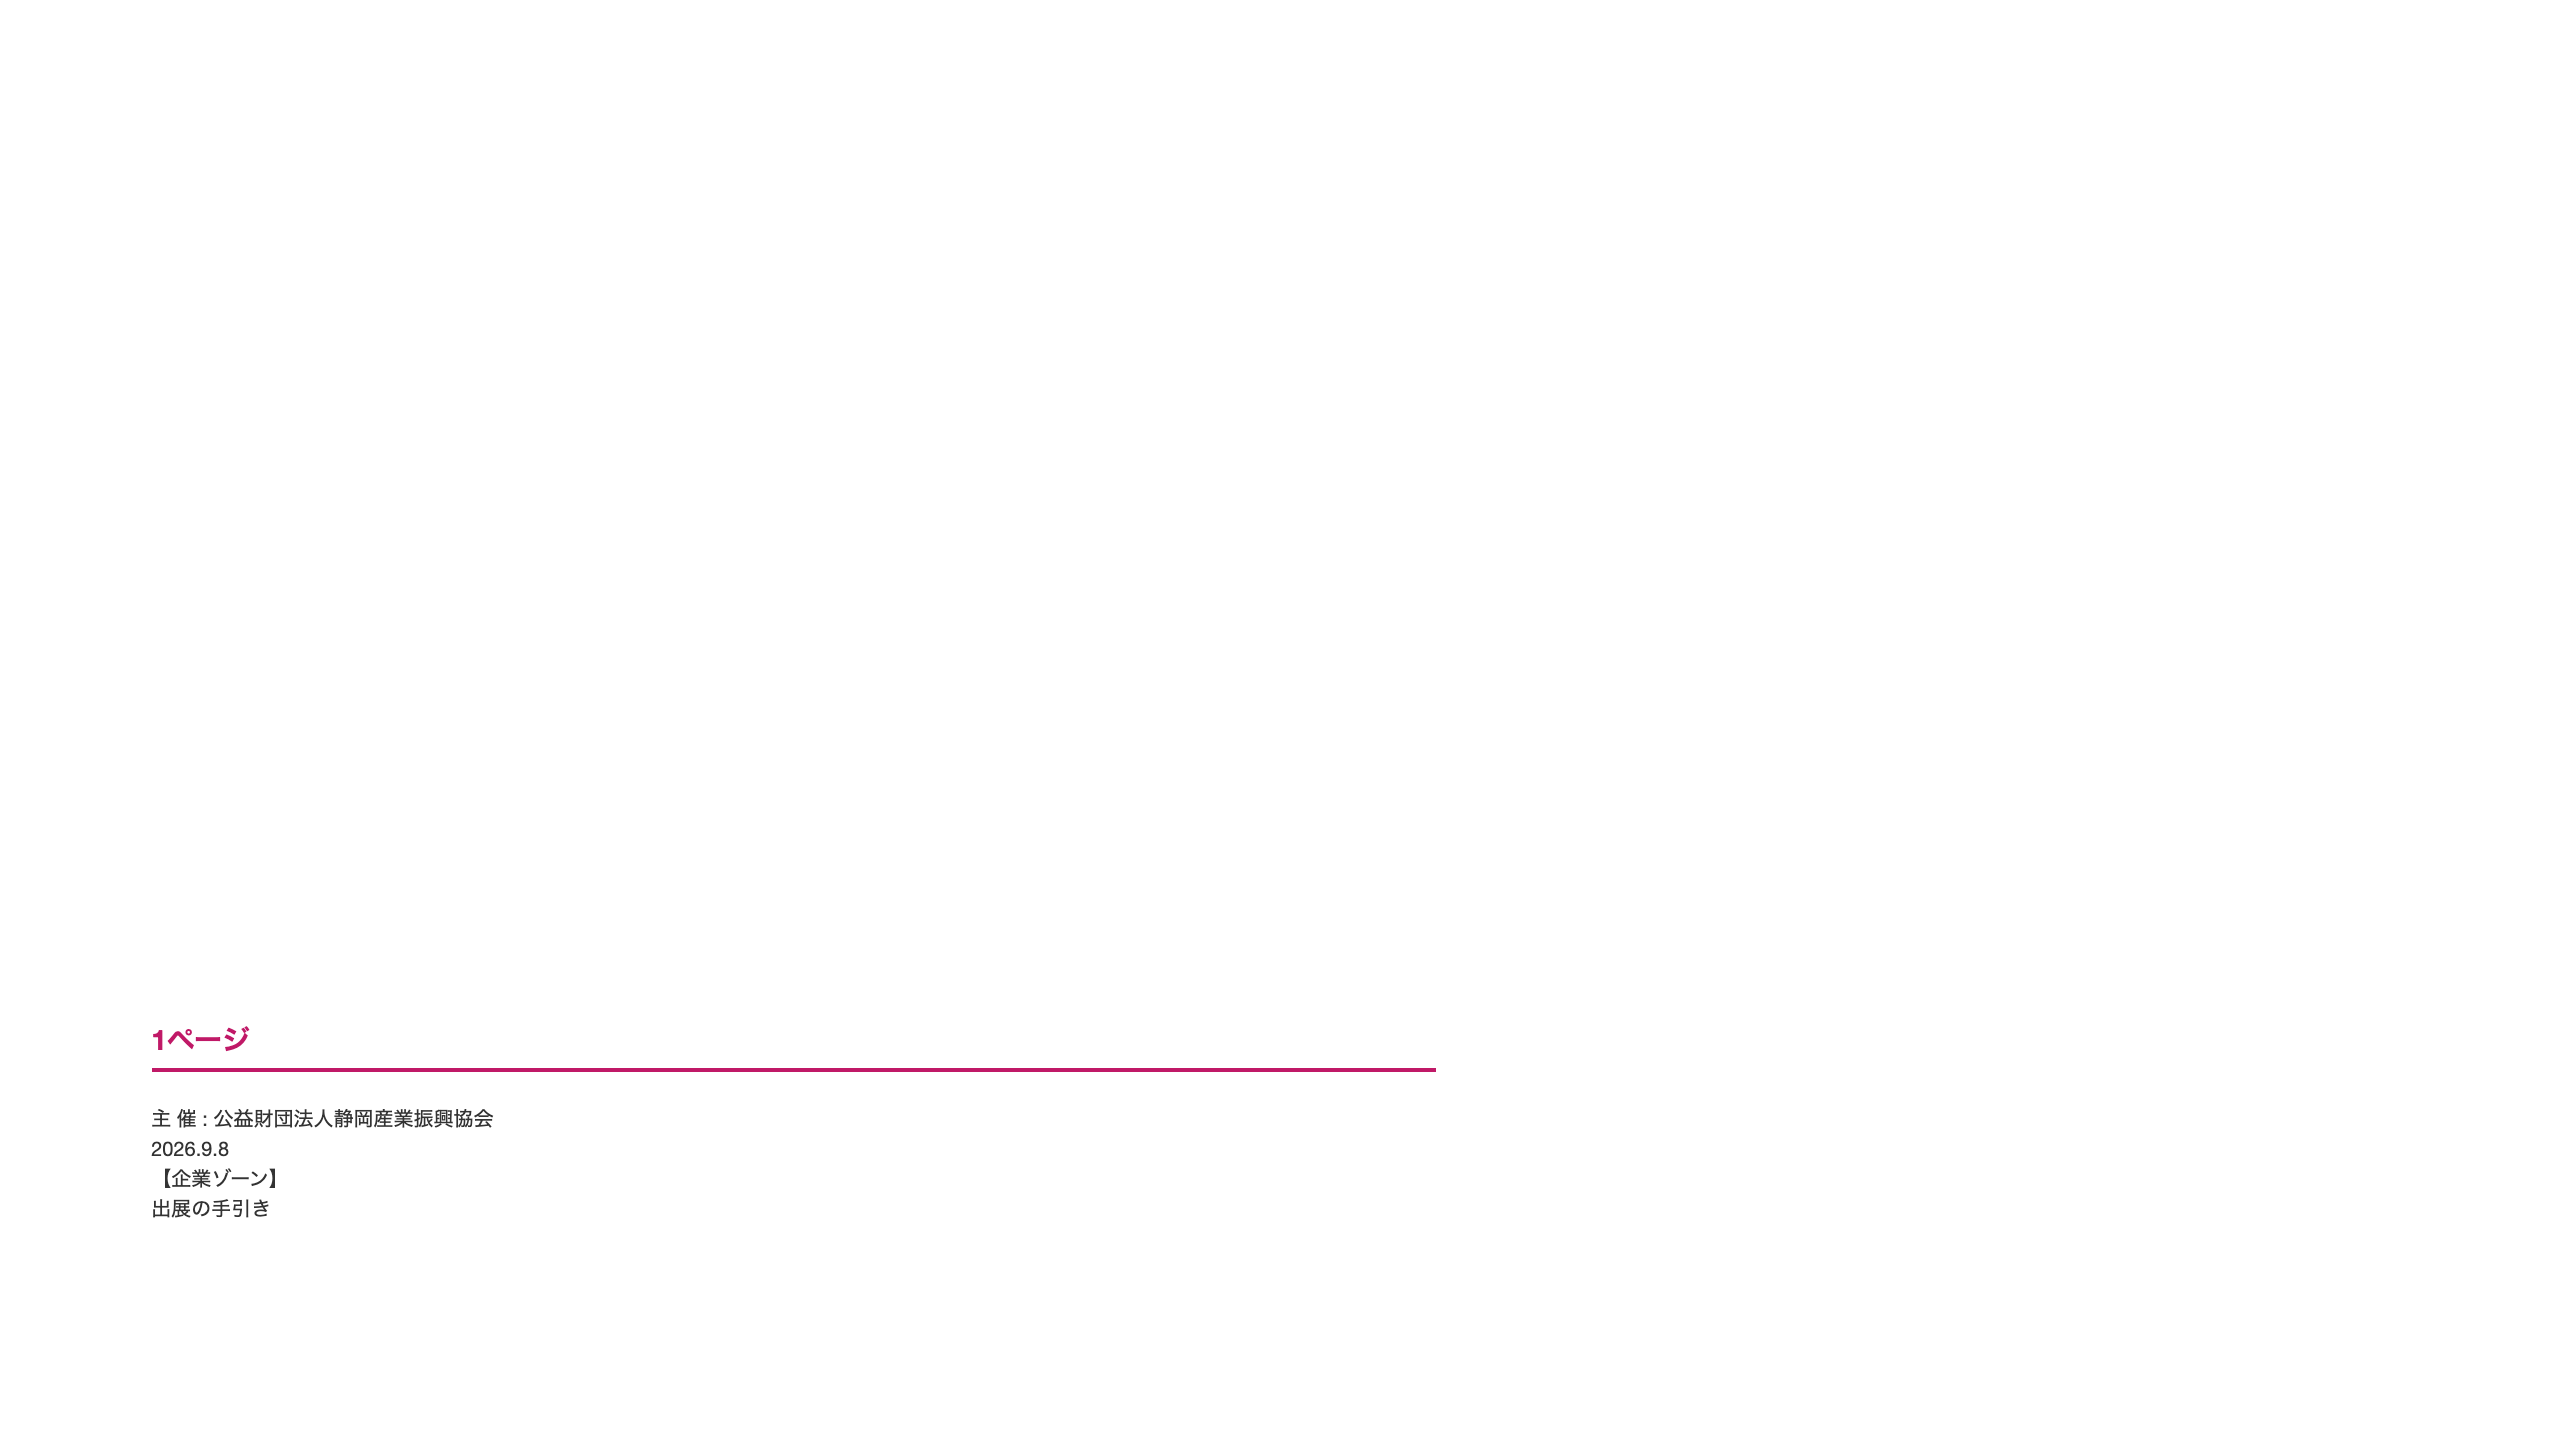 1ページ
主 催 : 公益財団法人静岡産業振興協会
2026.9.8
【企業ゾーン】
出展の手引き